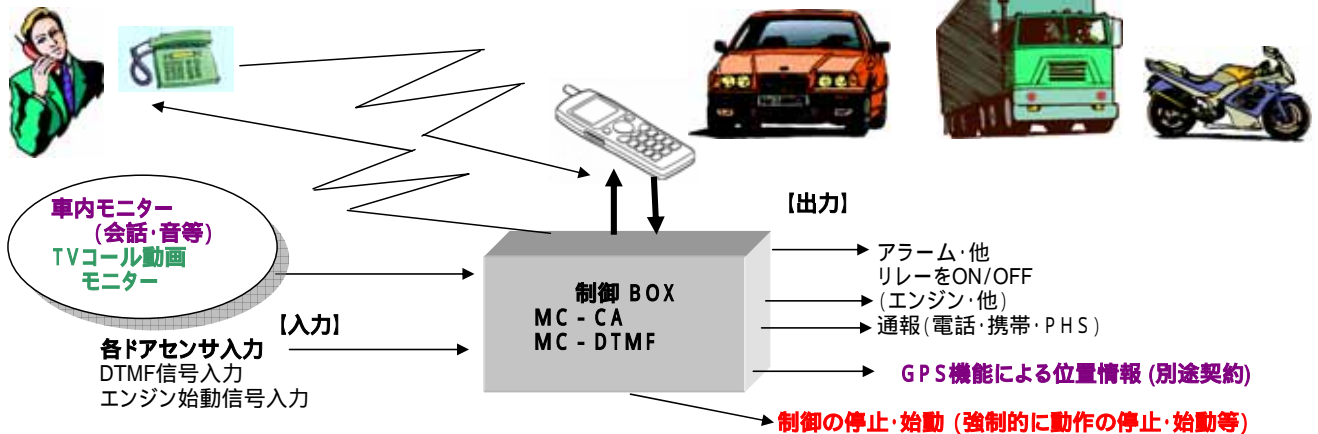 車内モニター
(会話・音等)
TVコール動画
モニター
【入力】
各ドアセンサ入力
DTMF信号入力
エンジン始動信号入力
制御 BOX
MC-CA
MC-DTMF
【出力】
アラーム・他
リレーをON/OFF
(エンジン・他)
通報(電話・携帯・PHS)
GPS機能による位置情報 (別途契約)
制御の停止・始動 (強制的に動作の停止・始動等)